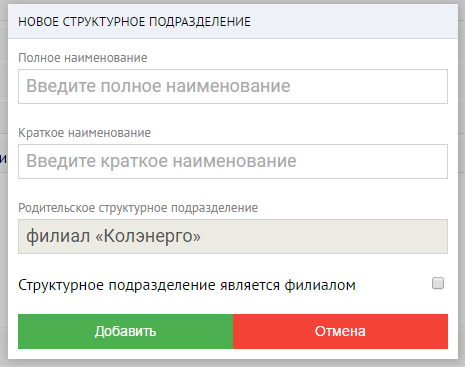 НОВОЕ СТРУКТУРНОЕ ПОДРАЗДЕЛЕНИЕ
Полное наименование
Введите полное наименование
Краткое наименование
и
Введите краткое наименование
Родительское структурное подразделение
филиал «Колэнерго»
Структурное подразделение является филиалом
Добавить
Отмена